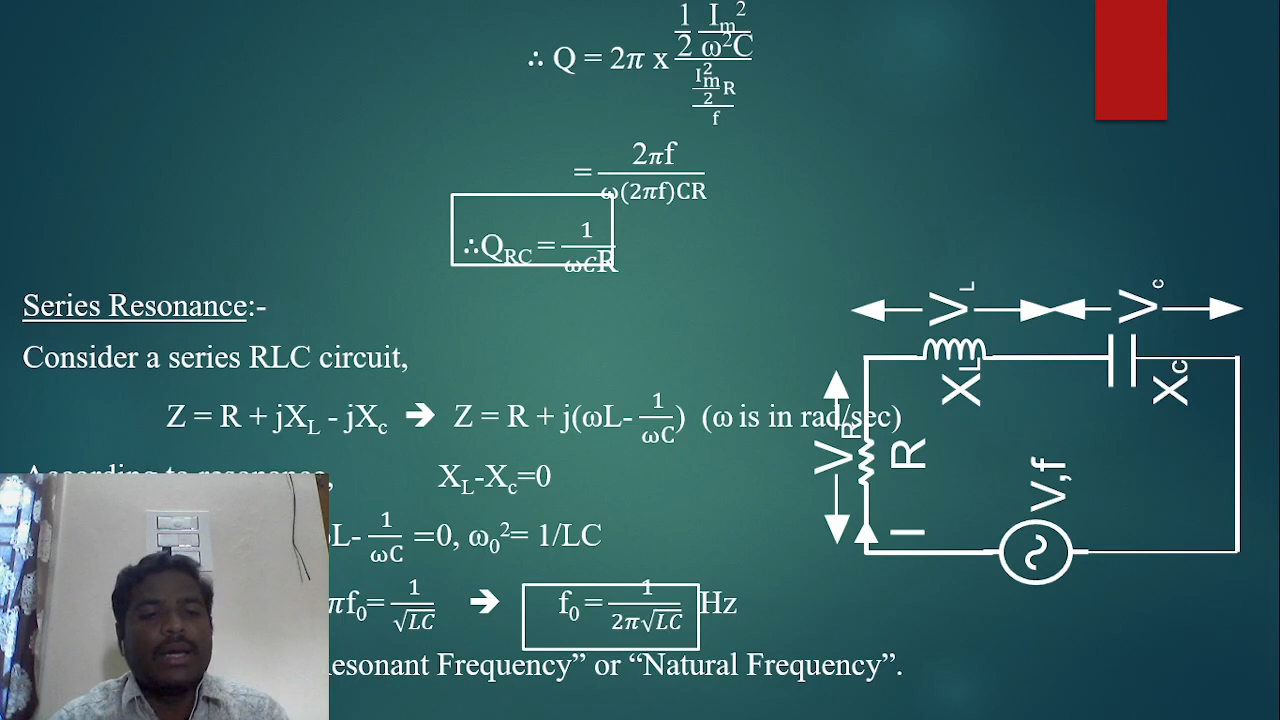 ∴ Q = 2π x (1/2 I_m²/ω²C) / ((I_m²/2 R)/f)
= 2πf / ω(2πf)CR
∴Q_RC = 1/ωCR
Series Resonance:-
Consider a series RLC circuit,
Z = R + jX_L - jX_c ➔ Z = R + j(ωL- 1/ωC) (ω is in rad/sec)
X_L-X_c=0
L- 1/ωC =0, ω₀²= 1/LC
πf₀= 1/√LC ➔ f₀ = 1/2π√LC Hz
esonant Frequency” or “Natural Frequency”.
V_L
V_c
X_L
X_C
V_R
R
I
V,f